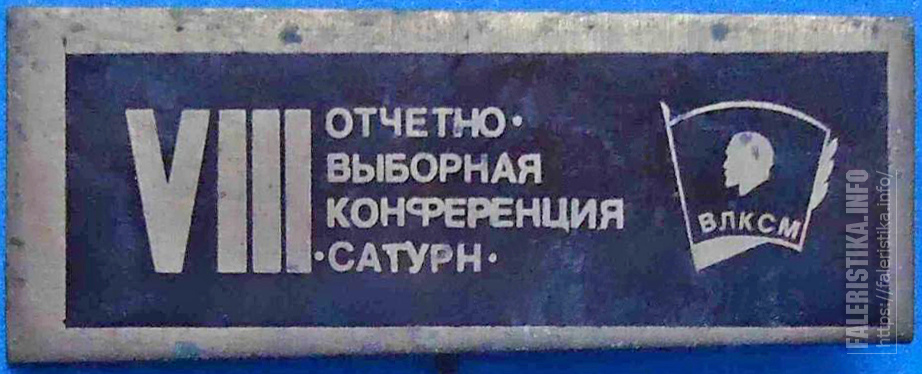 VIII
ОТЧЕТНО·
ВЫБОРНАЯ
КОНФЕРЕНЦИЯ
·САТУРН·
ВЛКСМ
FALERISTIKA.INFO
https://faleristika.info/